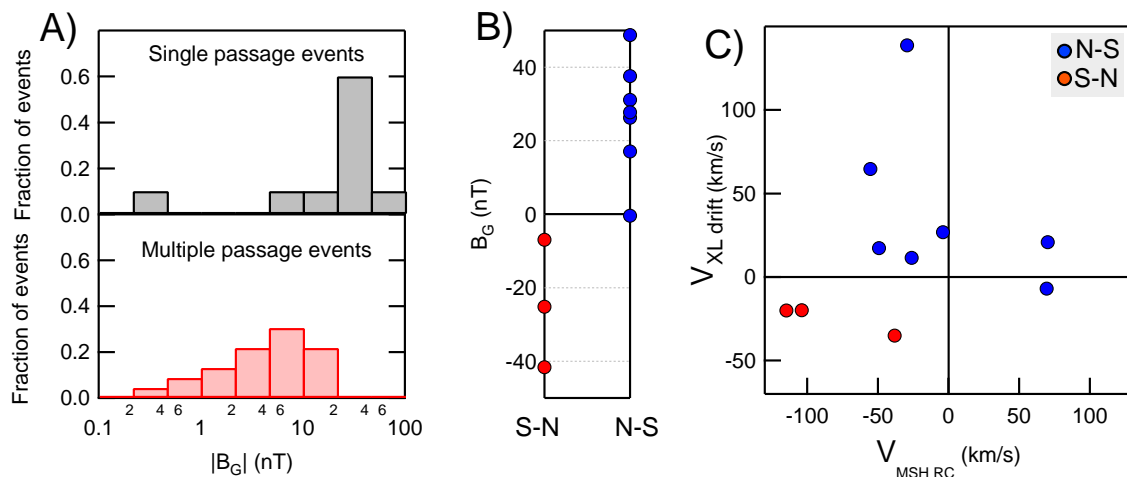 A)
Fraction of events
Single passage events
0.6
0.4
0.2
0.0
Fraction of events
Multiple passage events
0.6
0.4
0.2
0.0
2 4 6 2 4 6 2 4 6
0.1 1 10 100
|B_G| (nT)
B)
B_G (nT)
40
20
0
-20
-40
S-N N-S
C)
N-S
S-N
V_XL drift (km/s)
100
50
0
-50
-100 -50 0 50 100
V_MSH RC (km/s)